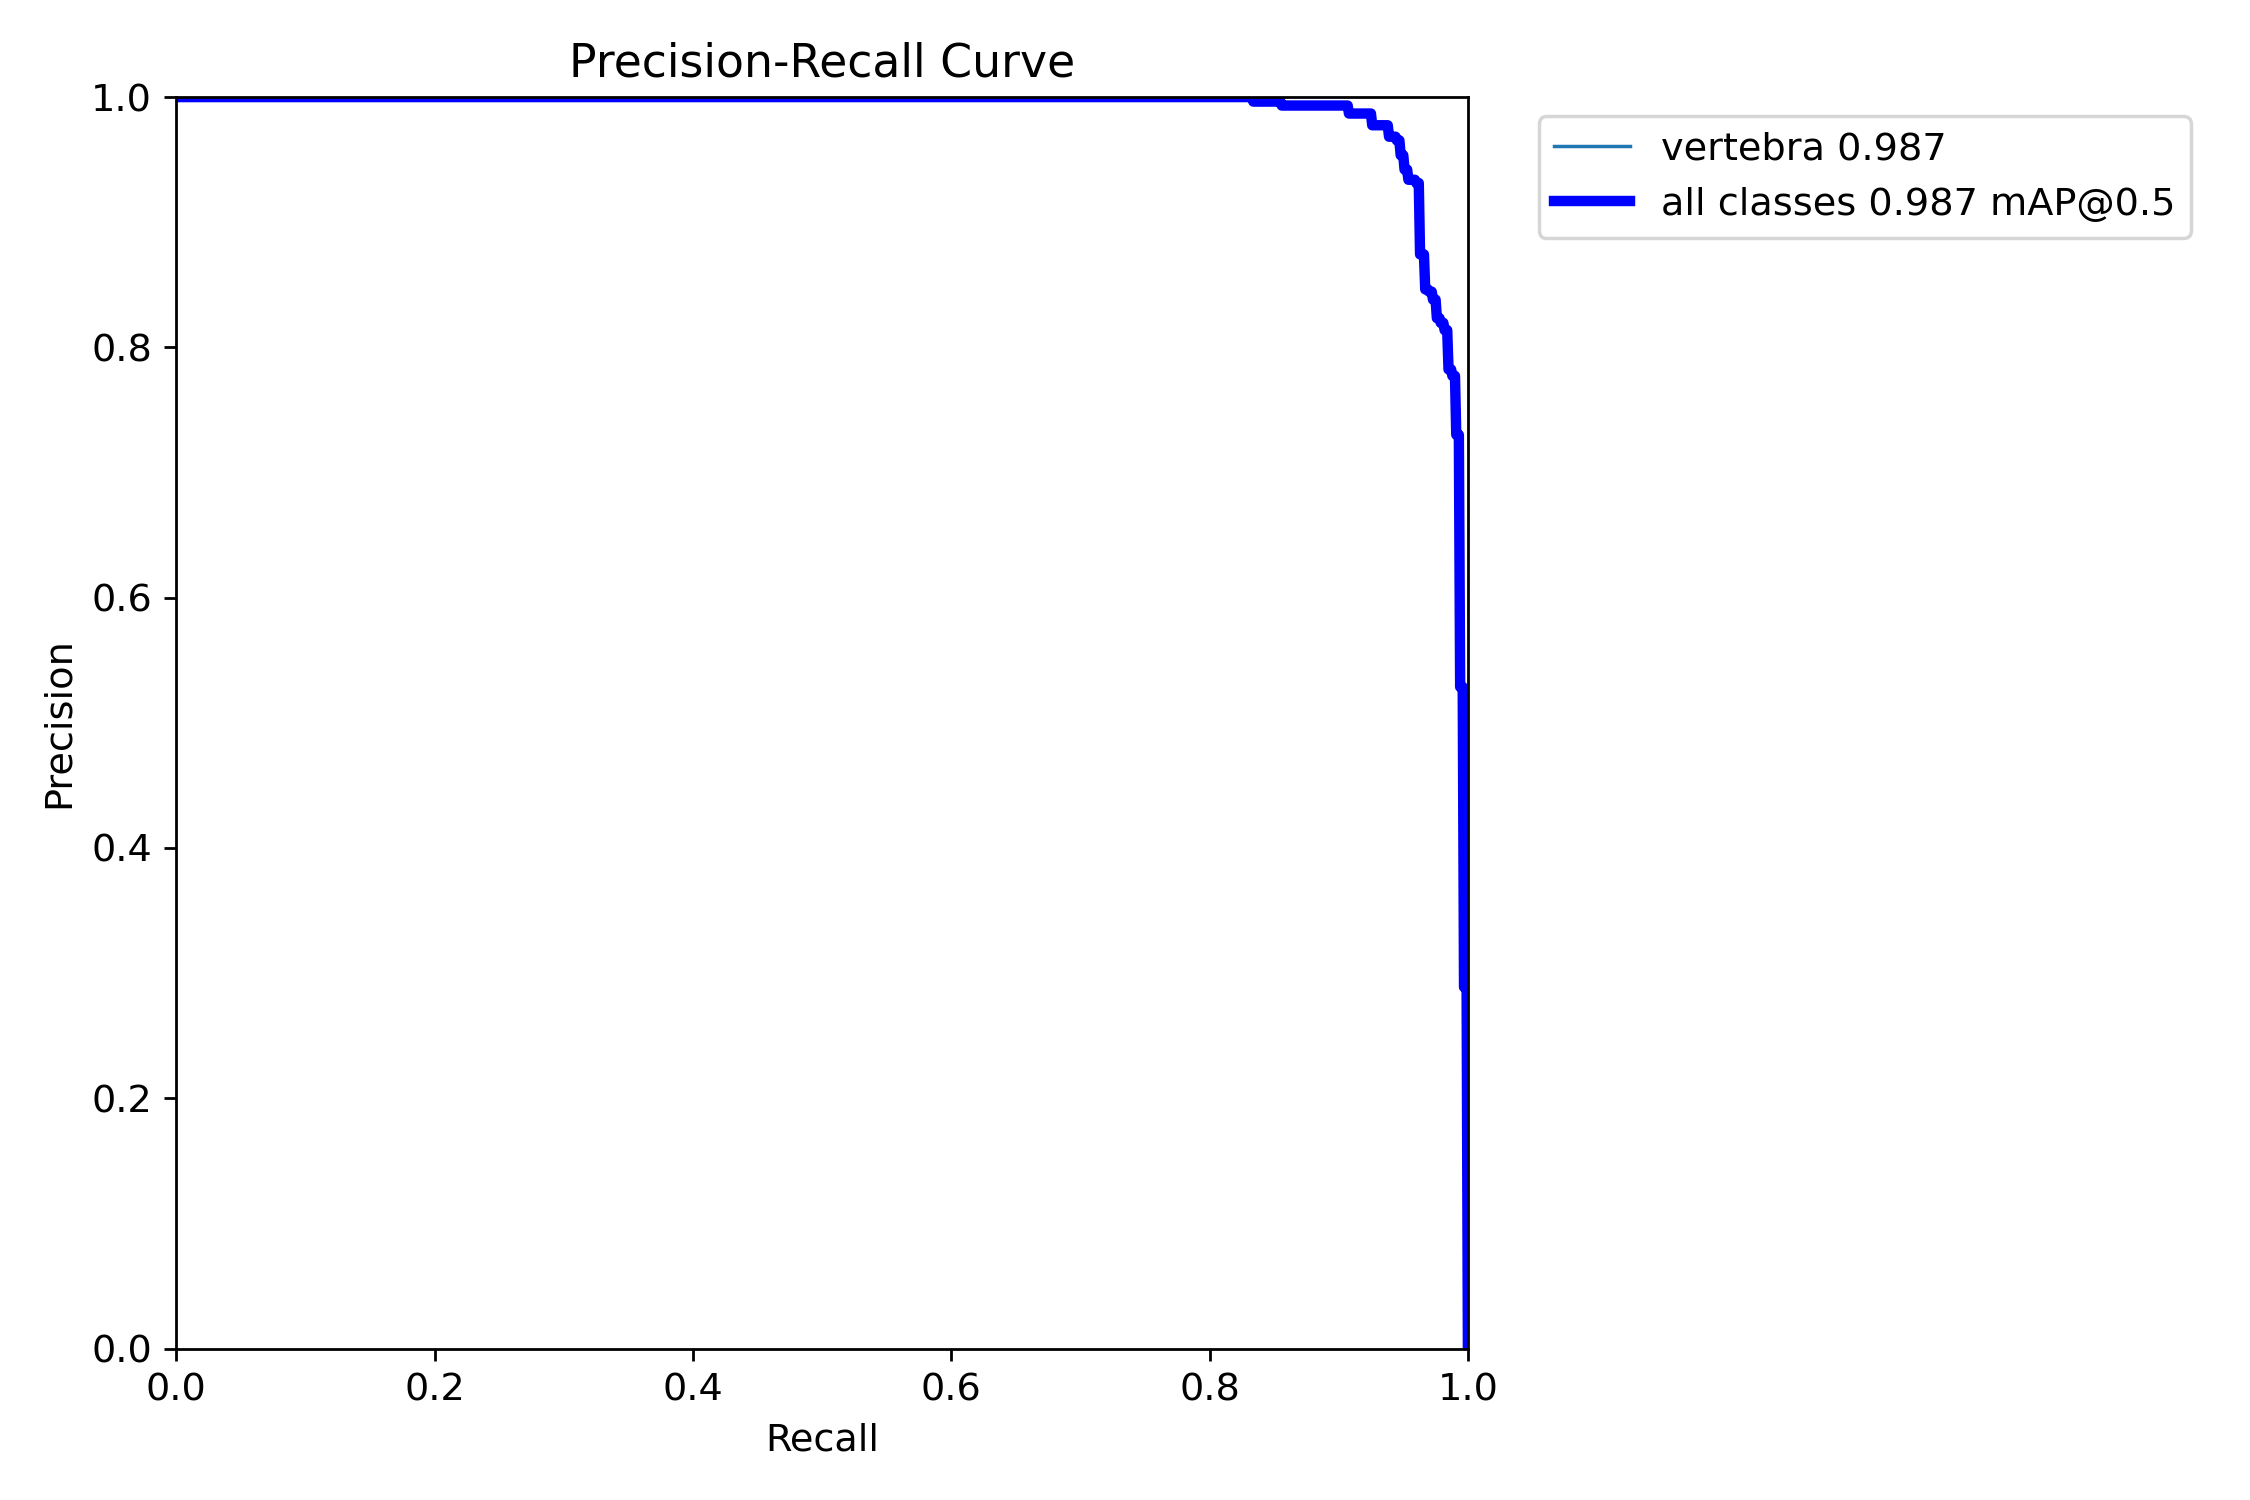 Precision-Recall Curve
1.0
0.8
0.6
0.4
0.2
0.0
Precision
0.0 0.2 0.4 0.6 0.8 1.0
Recall
vertebra 0.987
all classes 0.987 mAP@0.5